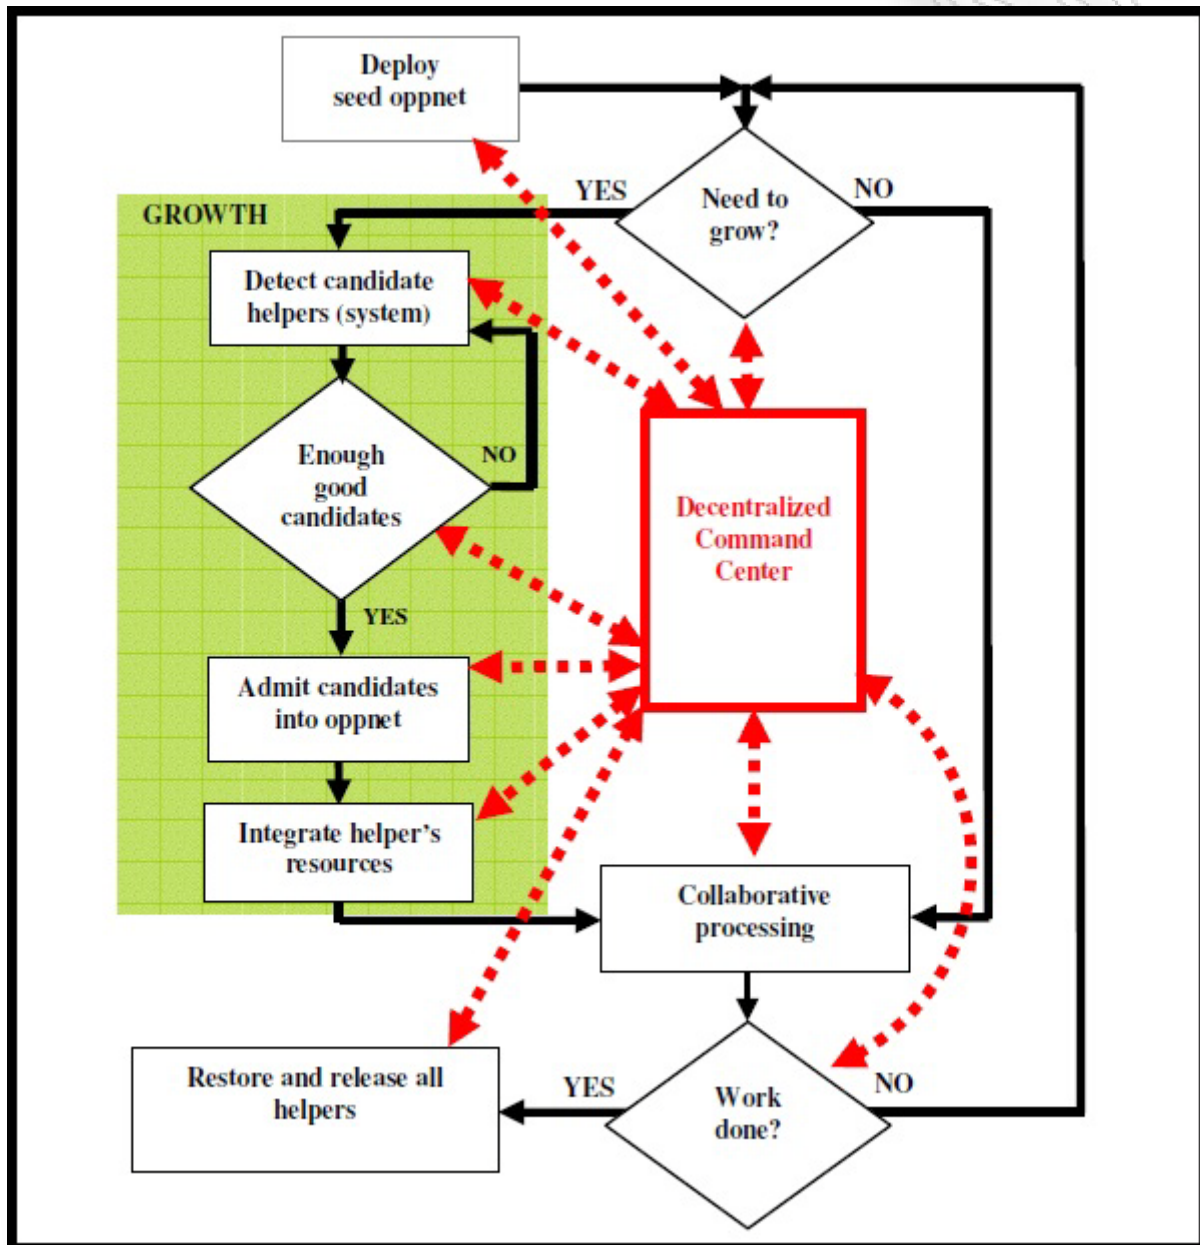 Deploy
seed oppnet
YES
Need to
grow?
NO
GROWTH
Detect candidate
helpers (system)
Enough
good
candidates
NO
Decentralized
Command
Center
YES
Admit candidates
into oppnet
Integrate helper's
resources
Collaborative
processing
Restore and release all
helpers
YES
Work
done?
NO